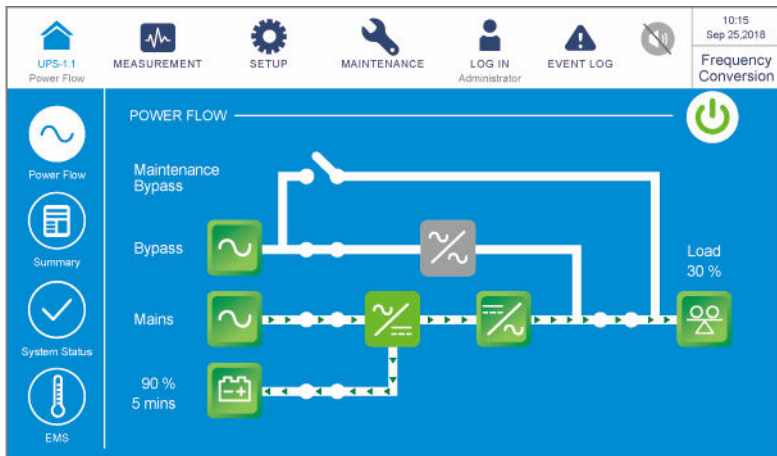 UPS-1.1
Power Flow
MEASUREMENT
SETUP
MAINTENANCE
LOG IN
Administrator
EVENT LOG
10:15
Sep 25,2018
Frequency
Conversion
Power Flow
Summary
System Status
EMS
POWER FLOW
Maintenance
Bypass
Bypass
Mains
90 %
5 mins
Load
30 %